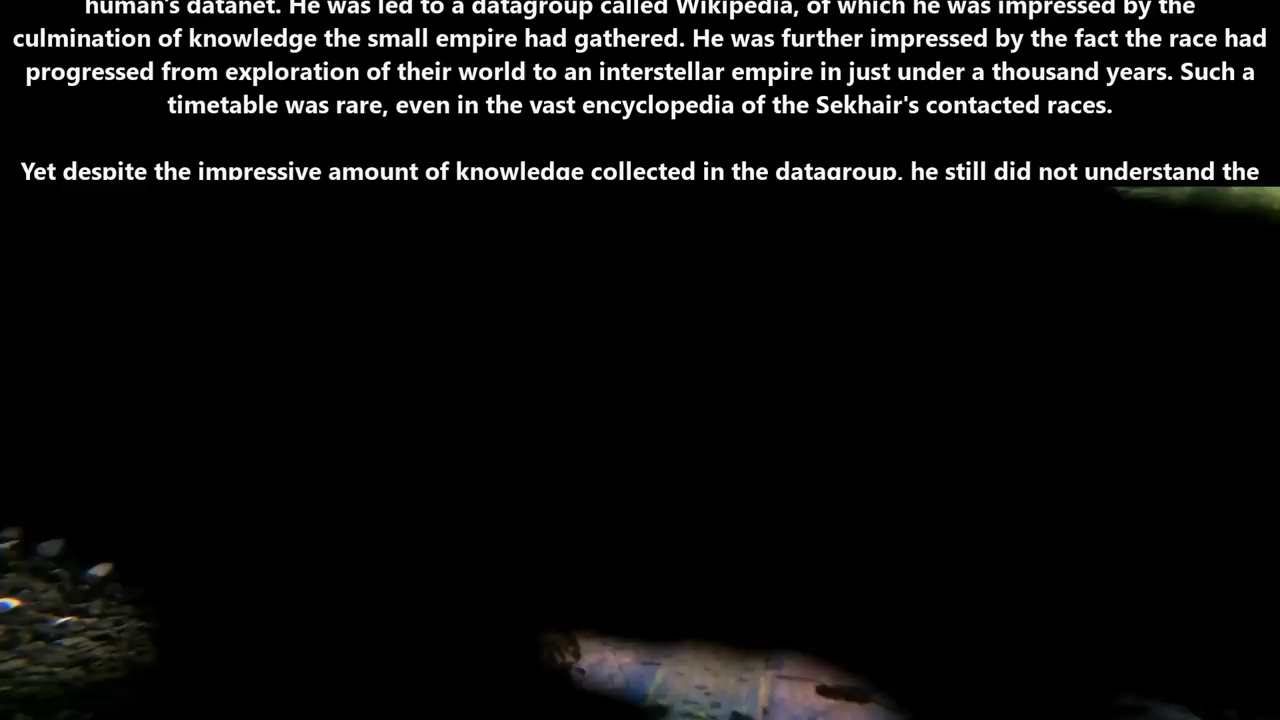 human's datanet. He was led to a datagroup called Wikipedia, of which he was impressed by the
culmination of knowledge the small empire had gathered. He was further impressed by the fact the race had
progressed from exploration of their world to an interstellar empire in just under a thousand years. Such a
timetable was rare, even in the vast encyclopedia of the Sekhair's contacted races.
Yet despite the impressive amount of knowledge collected in the datagroup, he still did not understand the